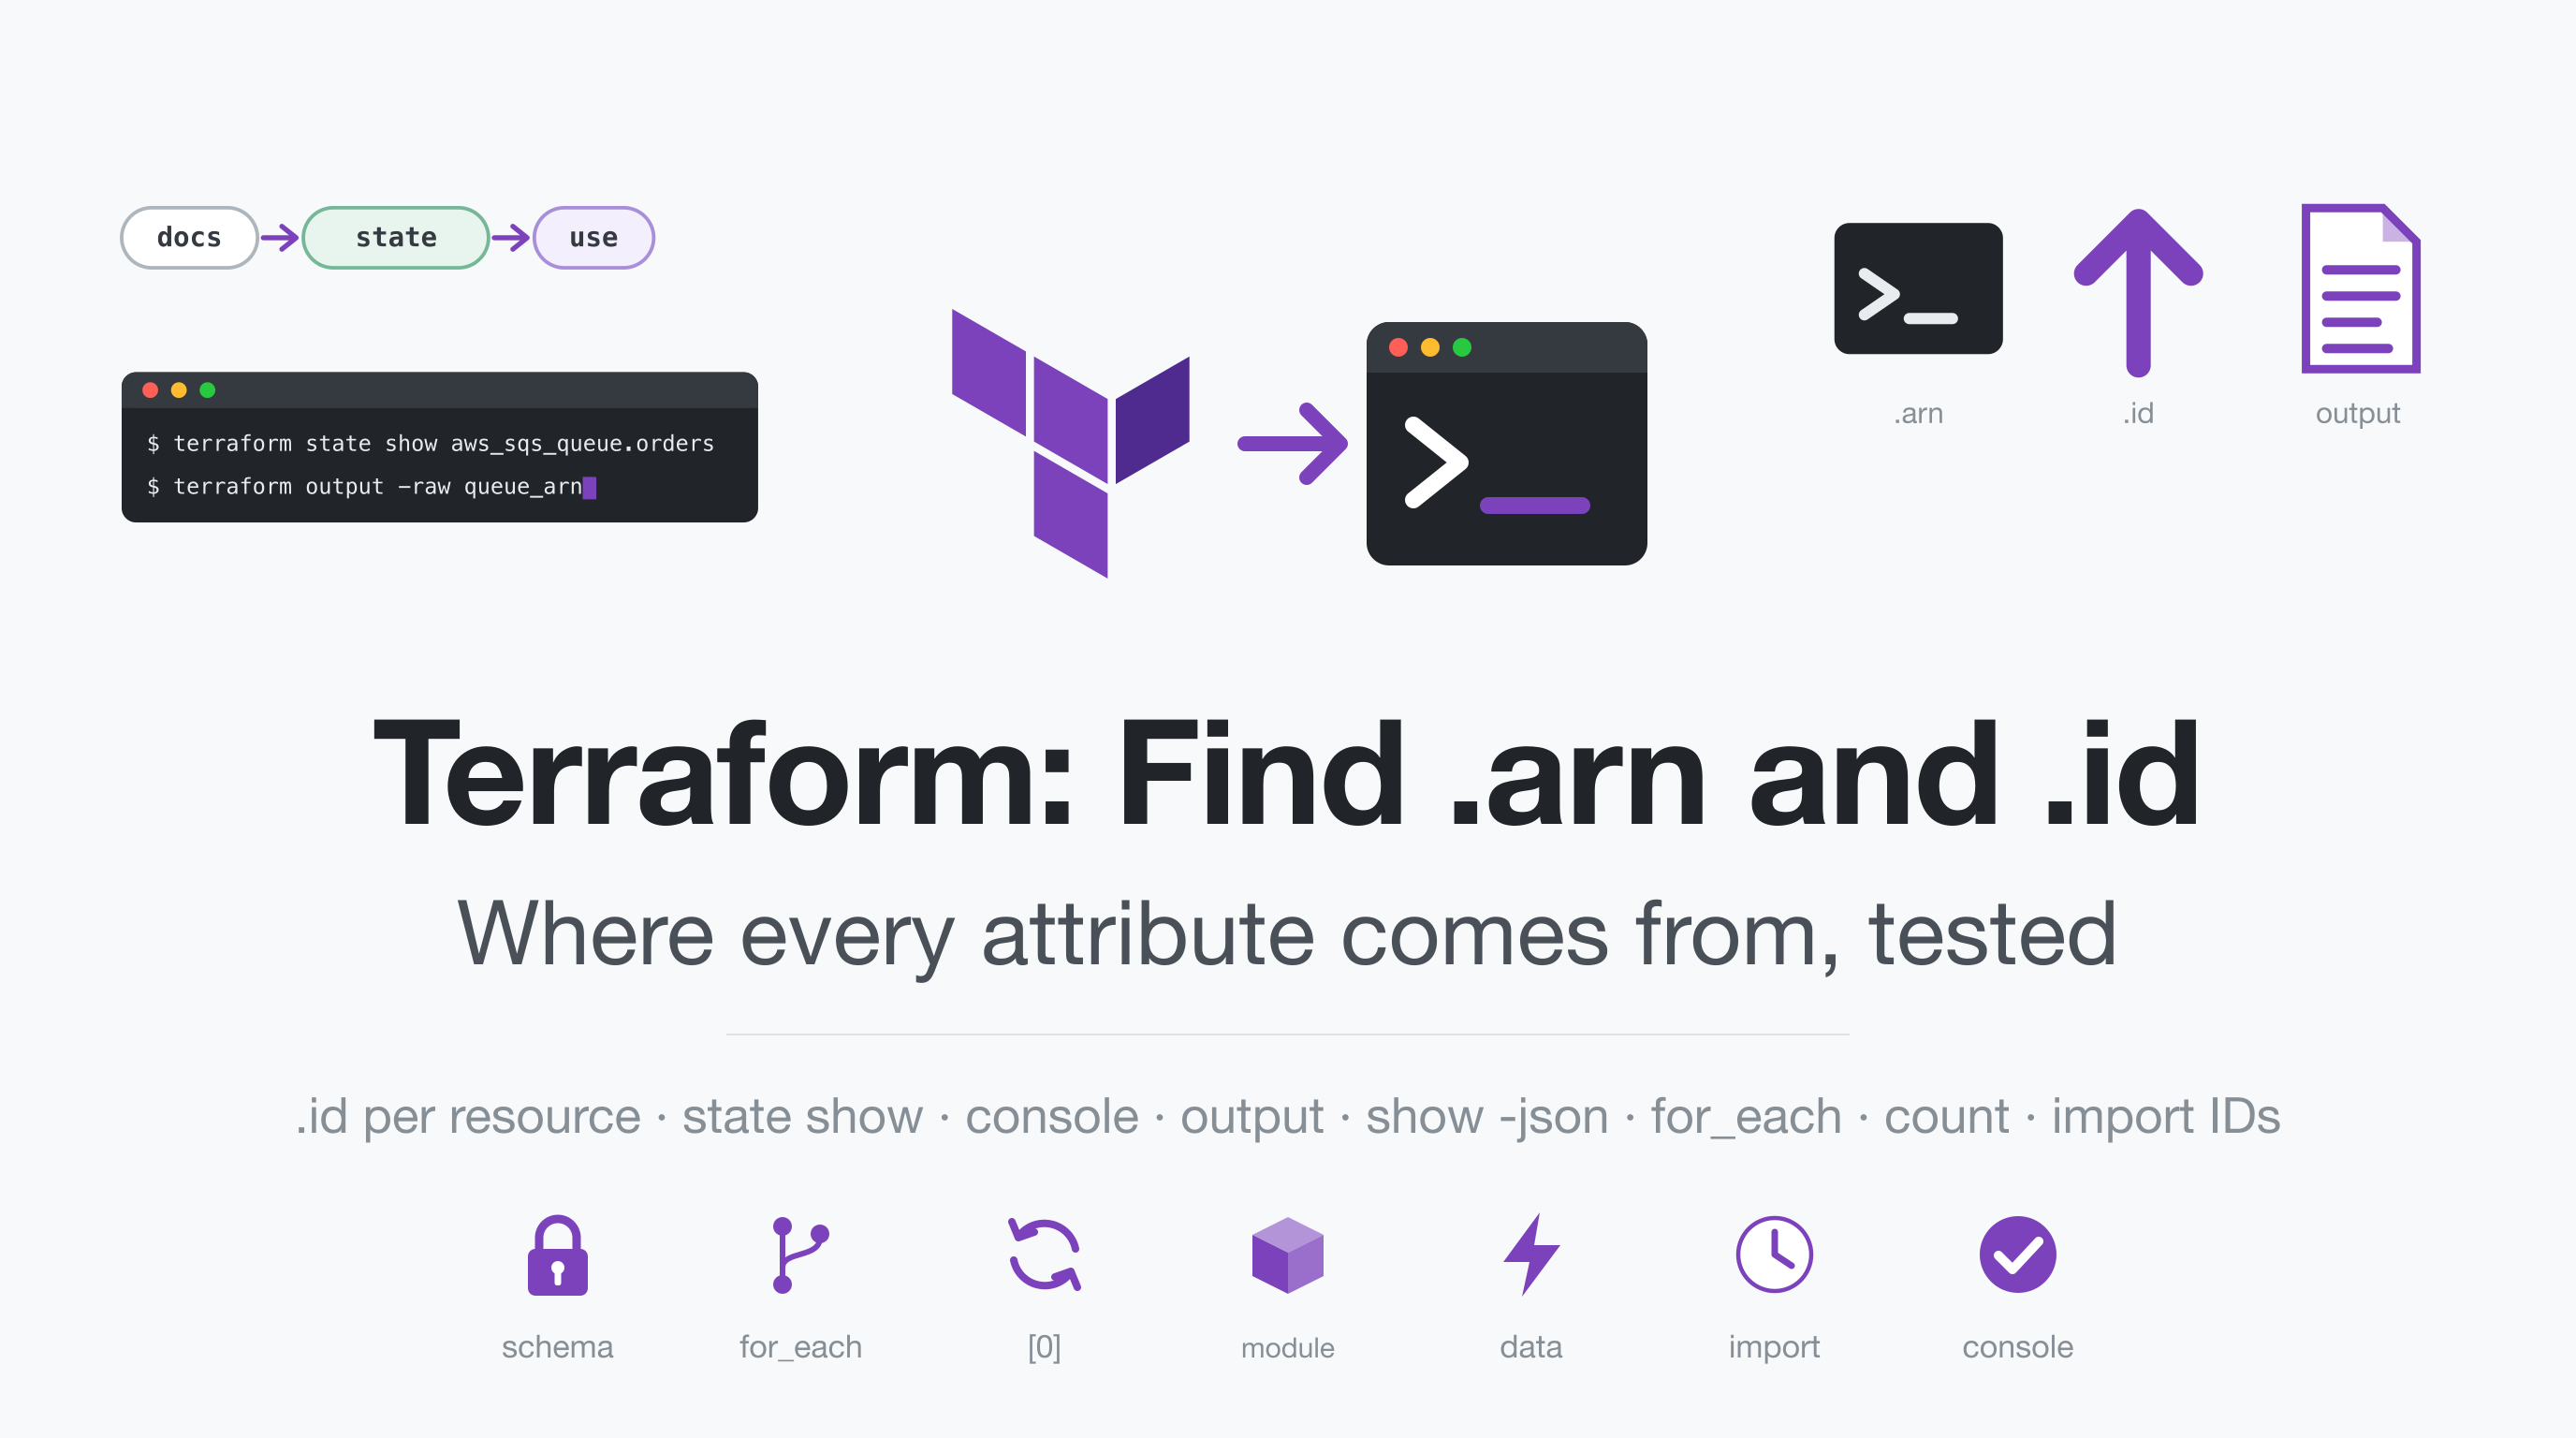 docs
state
use
$ terraform state show aws_sqs_queue.orders
$ terraform output -raw queue_arn
>_
.arn
.id
output
Terraform: Find .arn and .id
Where every attribute comes from, tested
.id per resource · state show · console · output · show -json · for_each · count · import IDs
schema
for_each
[0]
module
data
import
console